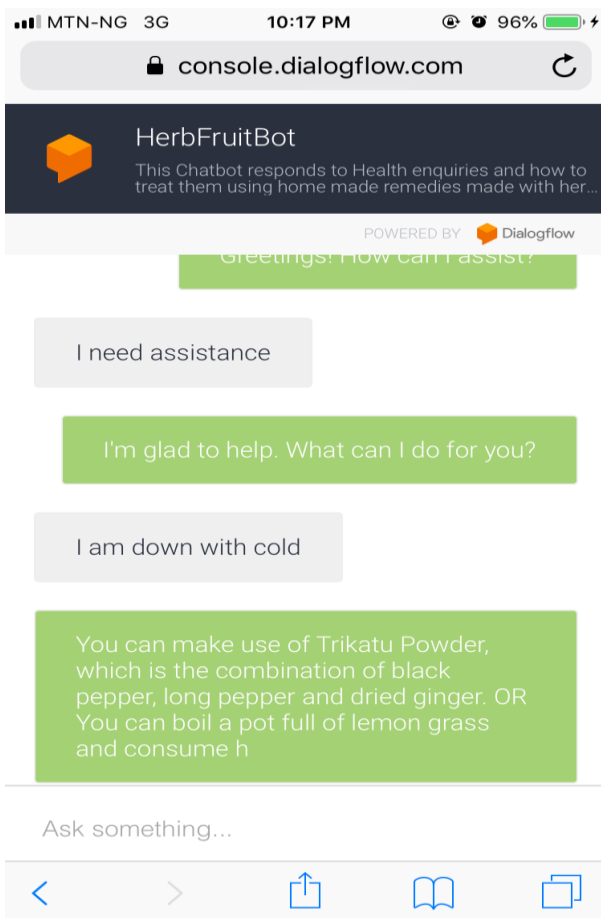 MTN-NG 3G 10:17 PM 96%
console.dialogflow.com
HerbFruitBot
This Chatbot responds to Health enquiries and how to
treat them using home made remedies made with her...
POWERED BY Dialogflow
Greetings! How can I assist?
I need assistance
I'm glad to help. What can I do for you?
I am down with cold
You can make use of Trikatu Powder,
which is the combination of black
pepper, long pepper and dried ginger. OR
You can boil a pot full of lemon grass
and consume h
Ask something...